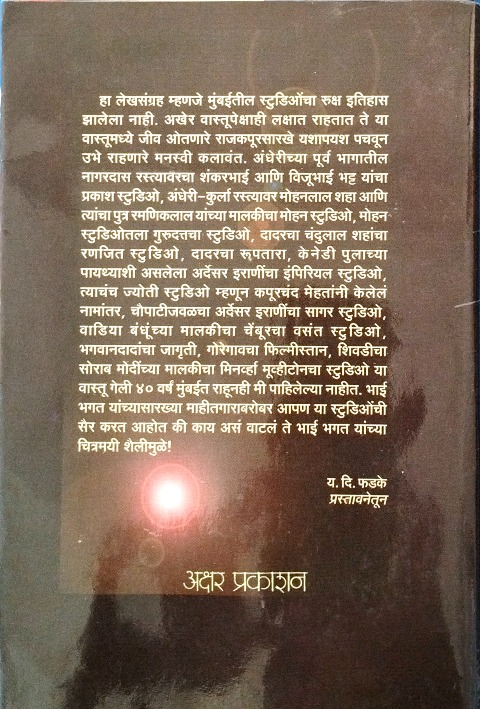 हा लेखसंग्रह म्हणजे मुंबईतील स्टुडिओंचा रुक्ष इतिहास
झालेला नाही. अखेर वास्तूपेक्षाही लक्षात राहतात ते या
वास्तूमध्ये जीव ओतणारे राजकपूरसारखे यशापयश पचवून
उभे राहणारे मनस्वी कलावंत. अंधेरीच्या पूर्व भागातील
नागरदास रस्त्यावरचा शंकरभाई आणि विजूभाई भट्ट यांचा
प्रकाश स्टुडिओ, अंधेरी-कुर्ला रस्त्यावर मोहनलाल शहा आणि
त्यांचा पुत्र रमणिकलाल यांच्या मालकीचा मोहन स्टुडिओ, मोहन
स्टुडिओतला गुरुदत्तचा स्टुडिओ, दादरचा चंदुलाल शहांचा
रणजित स्टुडिओ, दादरचा रूपतारा, केनेडी पुलाच्या
पायथ्याशी असलेला अर्देसर इराणींचा इंपिरियल स्टुडिओ,
त्याचंच ज्योती स्टुडिओ म्हणून कपूरचंद मेहतांनी केलेलं
नामांतर, चौपाटीजवळचा अर्देसर इराणींचा सागर स्टुडिओ,
वाडिया बंधूंच्या मालकीचा चेंबूरचा वसंत स्टुडिओ,
भगवानदादांचा जागृती, गोरेगावचा फिल्मीस्तान, शिवडीचा
सोराब मोदींच्या मालकीचा मिनर्व्हा मूव्हीटोनचा स्टुडिओ या
वास्तू गेली ४० वर्षं मुंबईत राहूनही मी पाहिलेल्या नाहीत. भाई
भगत यांच्यासारख्या माहीतगाराबरोबर आपण या स्टुडिओंची
सैर करत आहोत की काय असं वाटलं ते भाई भगत यांच्या
चित्रमयी शैलीमुळे!
य. दि. फडके
प्रस्तावनेतून
अक्षर प्रकाशन